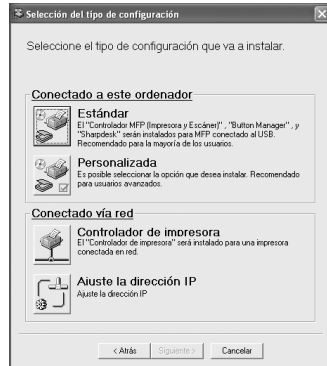 Selección del tipo de configuración
Seleccione el tipo de configuración que va a instalar.
Conectado a este ordenador
Estándar
El "Controlador MFP (Impresora y Escáner)" , "Button Manager" , y
"Sharpdesk" serán instalados para MFP conectado al USB.
Recomendado para la mayoría de los usuarios.
Personalizada
Es posible seleccionar la opción que desea instalar. Recomendado
para usuarios avanzados.
Conectado vía red
Controlador de impresora
El "Controlador de impresora" será instalado para una impresora
conectada en red.
Ajuste la dirección IP
Ajuste la dirección IP
< Atrás
Siguiente >
Cancelar